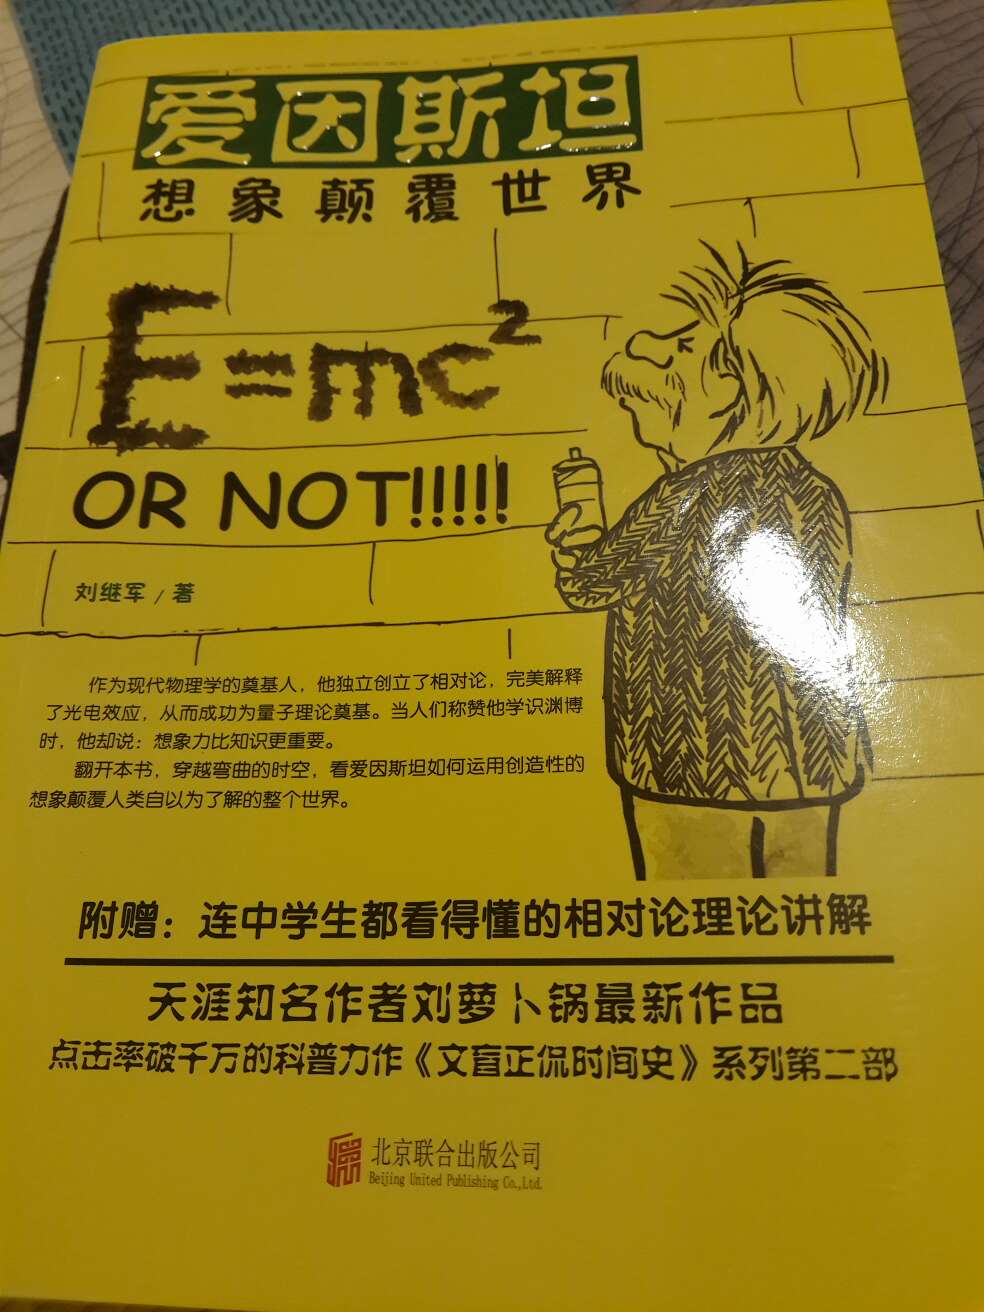 爱因斯坦
想象颠覆世界
E=mc²
OR NOT!!!!!
刘继军 / 著
作为现代物理学的奠基人，他独立创立了相对论，完美解释
了光电效应，从而成功为量子理论奠基。当人们称赞他学识渊博
时，他却说：想象力比知识更重要。
翻开本书，穿越弯曲的时空，看爱因斯坦如何运用创造性的
想象颠覆人类自以为了解的整个世界。
附赠：连中学生都看得懂的相对论理论讲解
天涯知名作者刘萝卜锅最新作品
点击率破千万的科普力作《文盲正侃时间史》系列第二部
北京联合出版公司
Beijing United Publishing Co.,Ltd.